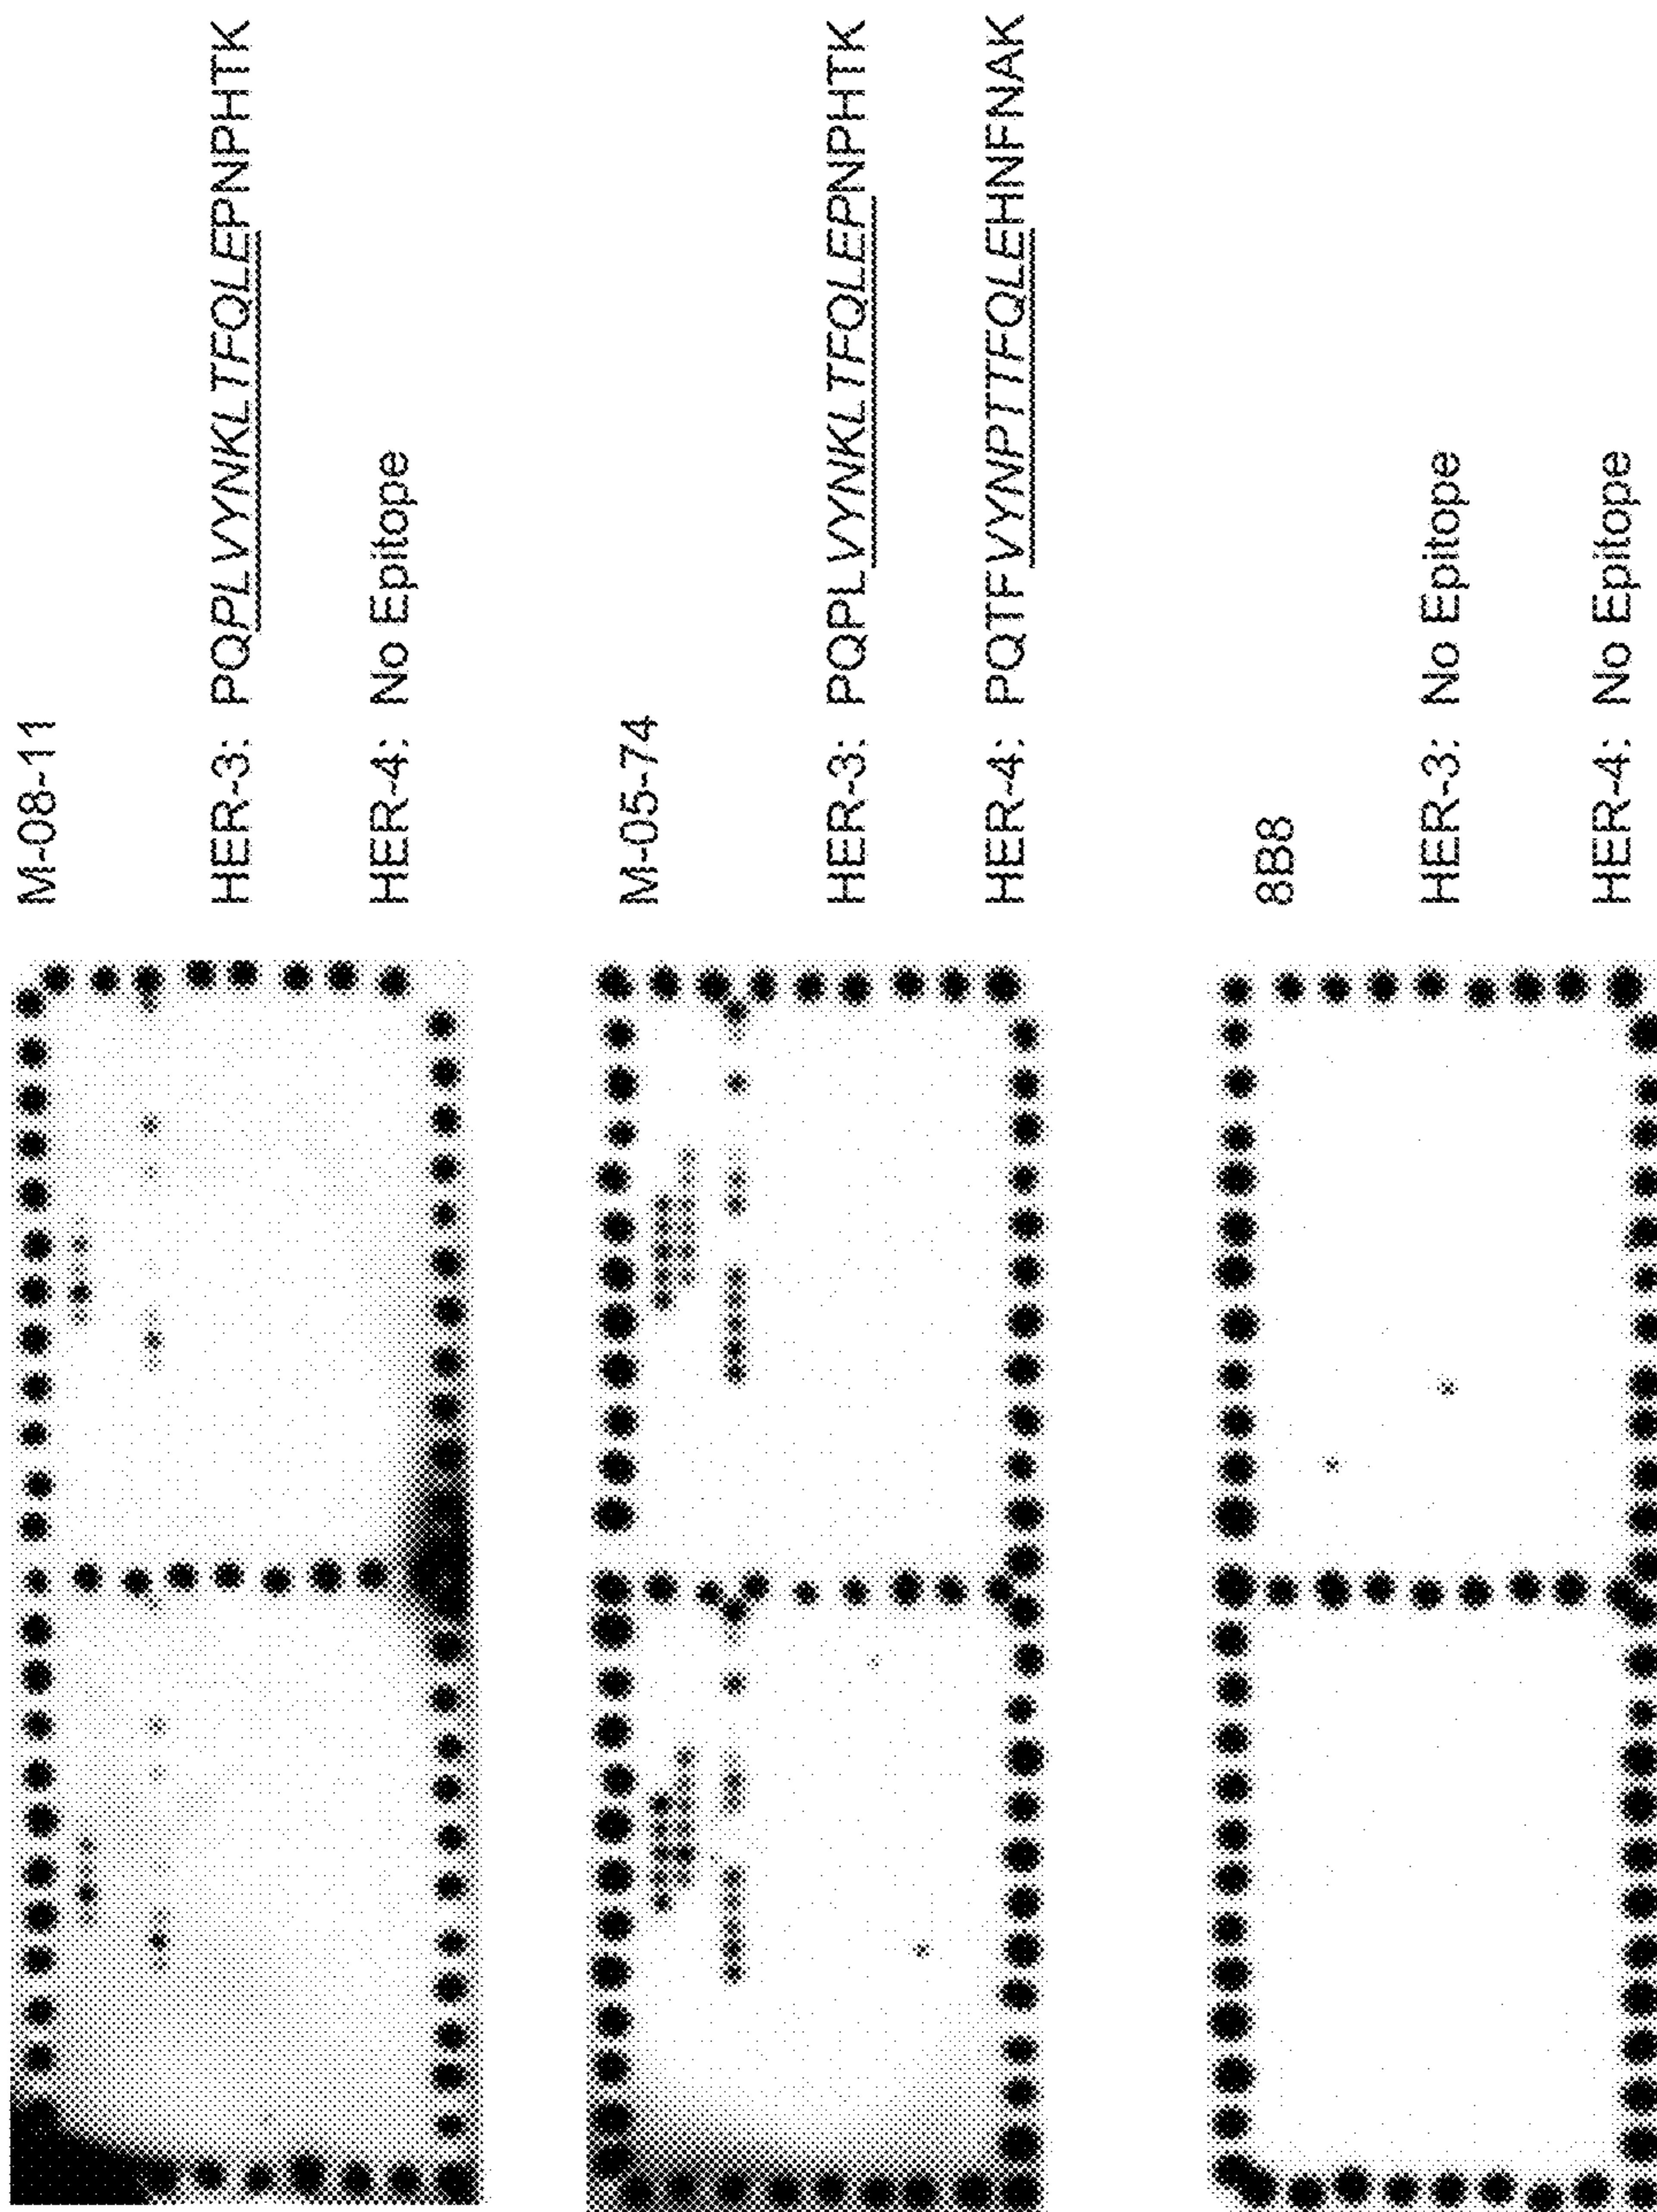 M-08-11
HER-3: PQPLVYNKLTFQLEPNPHTK
HER-4: No Epitope
M-05-74
HER-3: PQPLVYNKLTFQLEPNPHTK
HER-4: PQTFVYNPTTFQLEHNFNAK
8B8
HER-3: No Epitope
HER-4: No Epitope